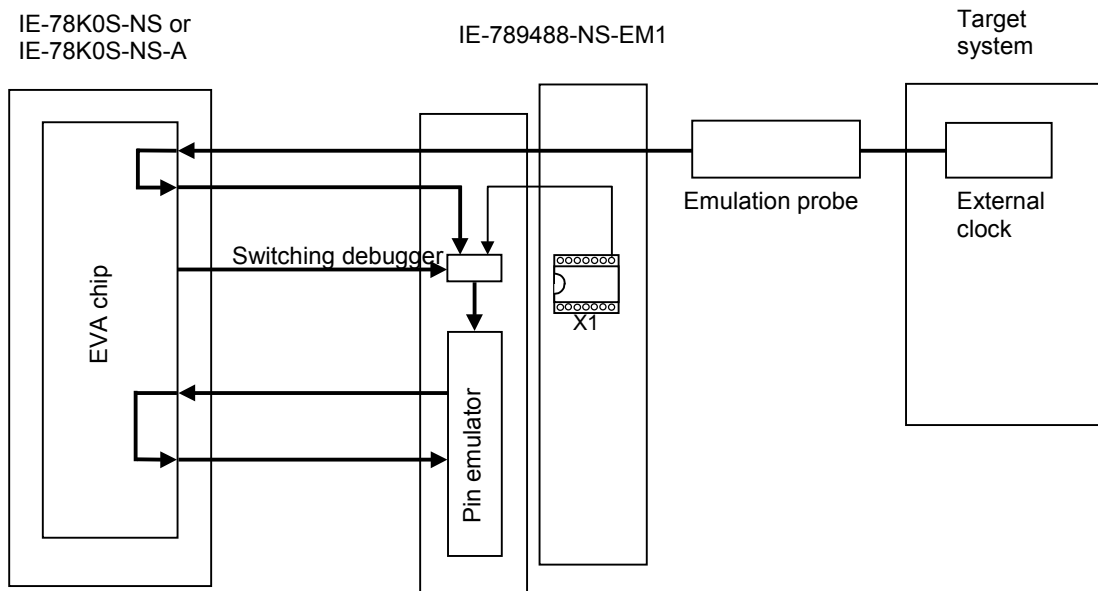 IE-78K0S-NS or
IE-78K0S-NS-A
IE-789488-NS-EM1
Target
system
Emulation probe
External
clock
Switching debugger
EVA chip
X1
Pin emulator